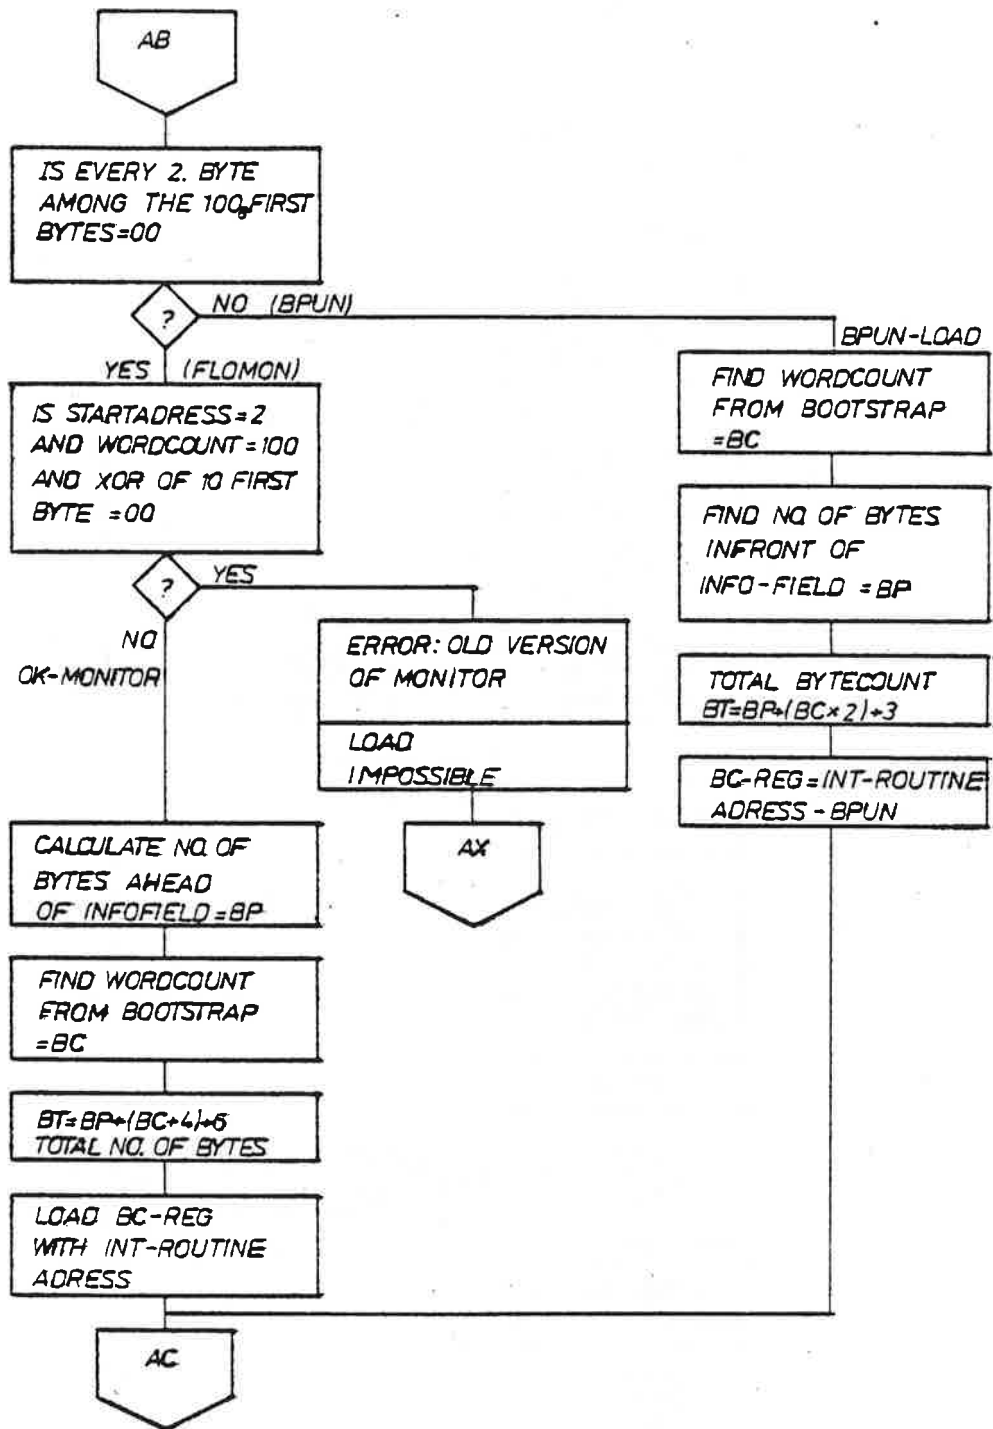 AB
IS EVERY 2. BYTE
AMONG THE 100₈ FIRST
BYTES=00
?
NO (BPUN)
YES (FLOMON)
IS STARTADRESS=2
AND WORDCOUNT=100
AND XOR OF 10 FIRST
BYTE =00
?
YES
NO
OK-MONITOR
ERROR: OLD VERSION
OF MONITOR
LOAD
IMPOSSIBLE
AX
CALCULATE NO. OF
BYTES AHEAD
OF INFOFIELD=BP
FIND WORDCOUNT
FROM BOOTSTRAP
=BC
BT=BP+(BC+4)+6
TOTAL NO. OF BYTES
LOAD BC-REG
WITH INT-ROUTINE
ADRESS
BPUN-LOAD
FIND WORDCOUNT
FROM BOOTSTRAP
=BC
FIND NO. OF BYTES
INFRONT OF
INFO-FIELD =BP
TOTAL BYTECOUNT
BT=BP+(BC×2)+3
BC-REG=INT-ROUTINE
ADRESS-BPUN
AC